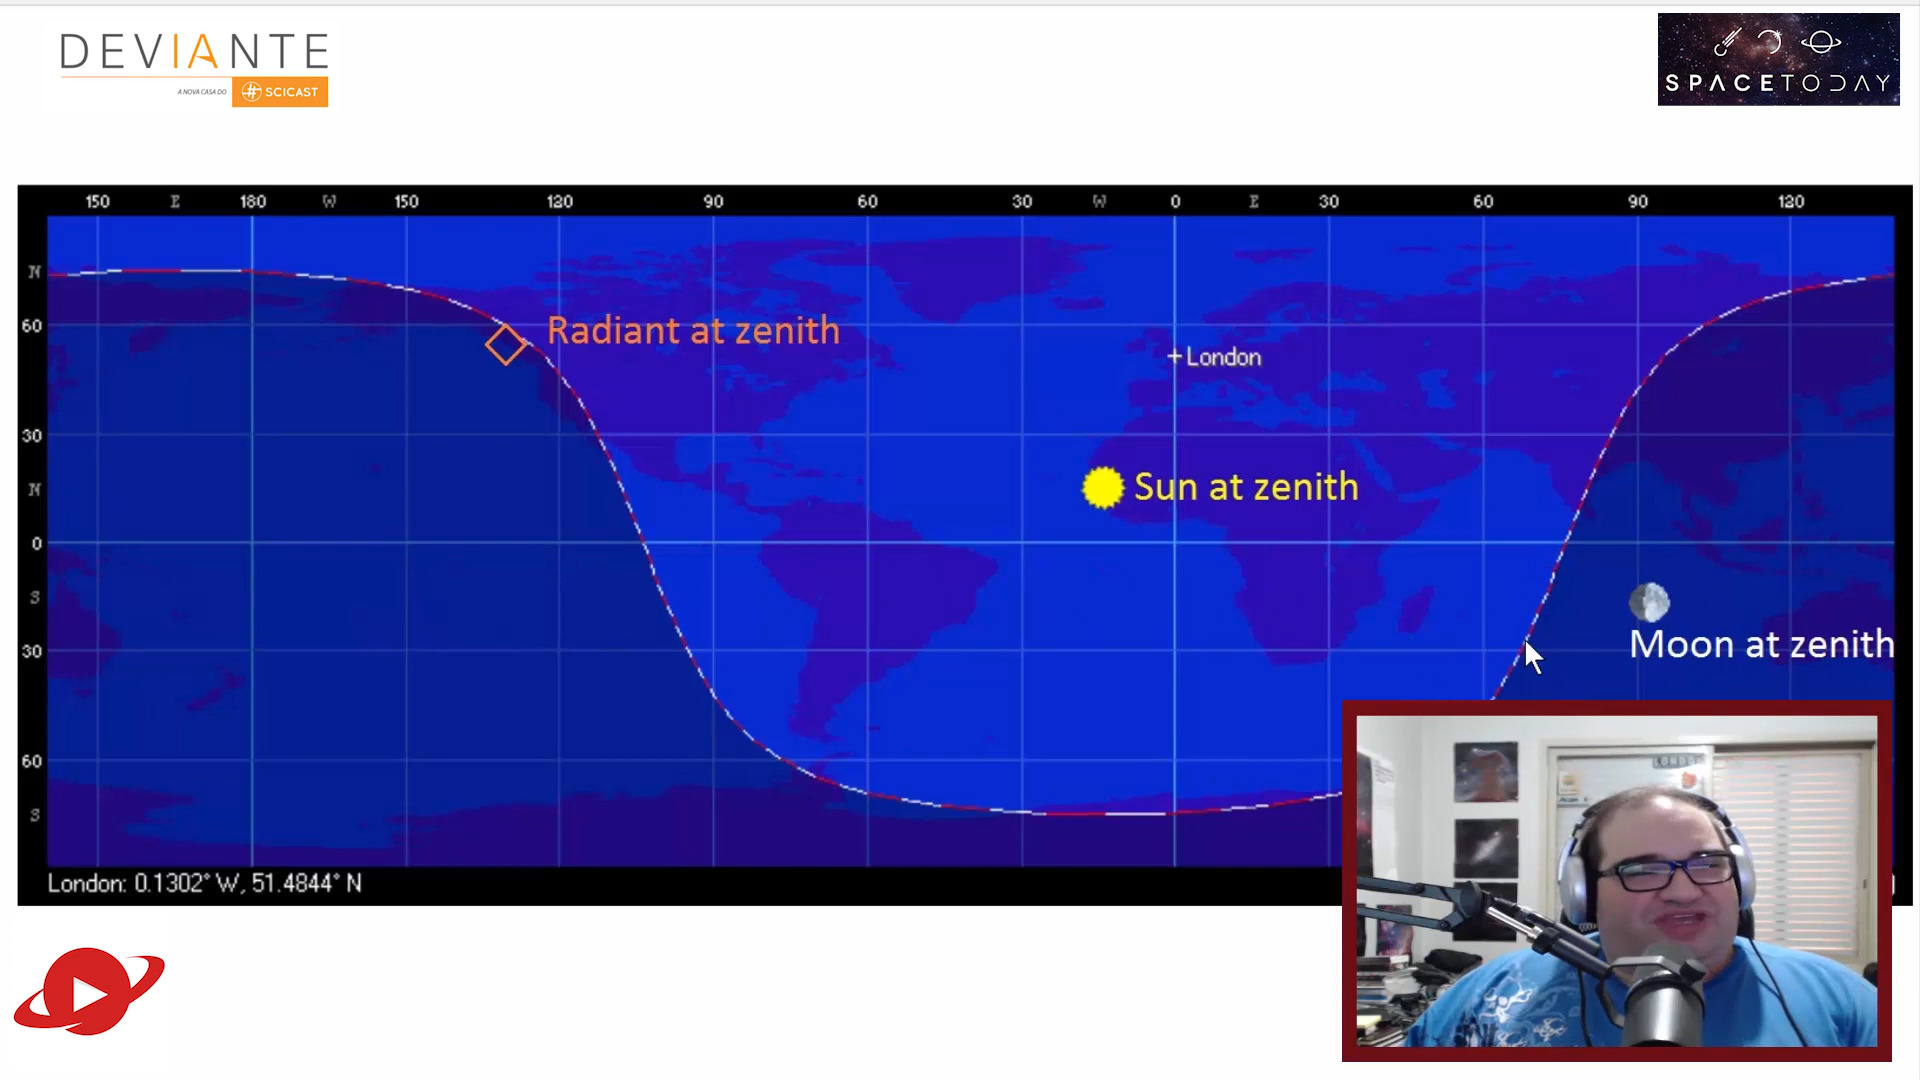 DEVIANTE
A NOVA CASA DO
SCICAST
SPACETODAY
150 E 180 W 150 120 90 60 30 W 0 E 30 60 90 120
N
60
30
N
0
S
30
60
S
Radiant at zenith
+London
Sun at zenith
Moon at zenith
London: 0.1302° W, 51.4844° N
LONDON